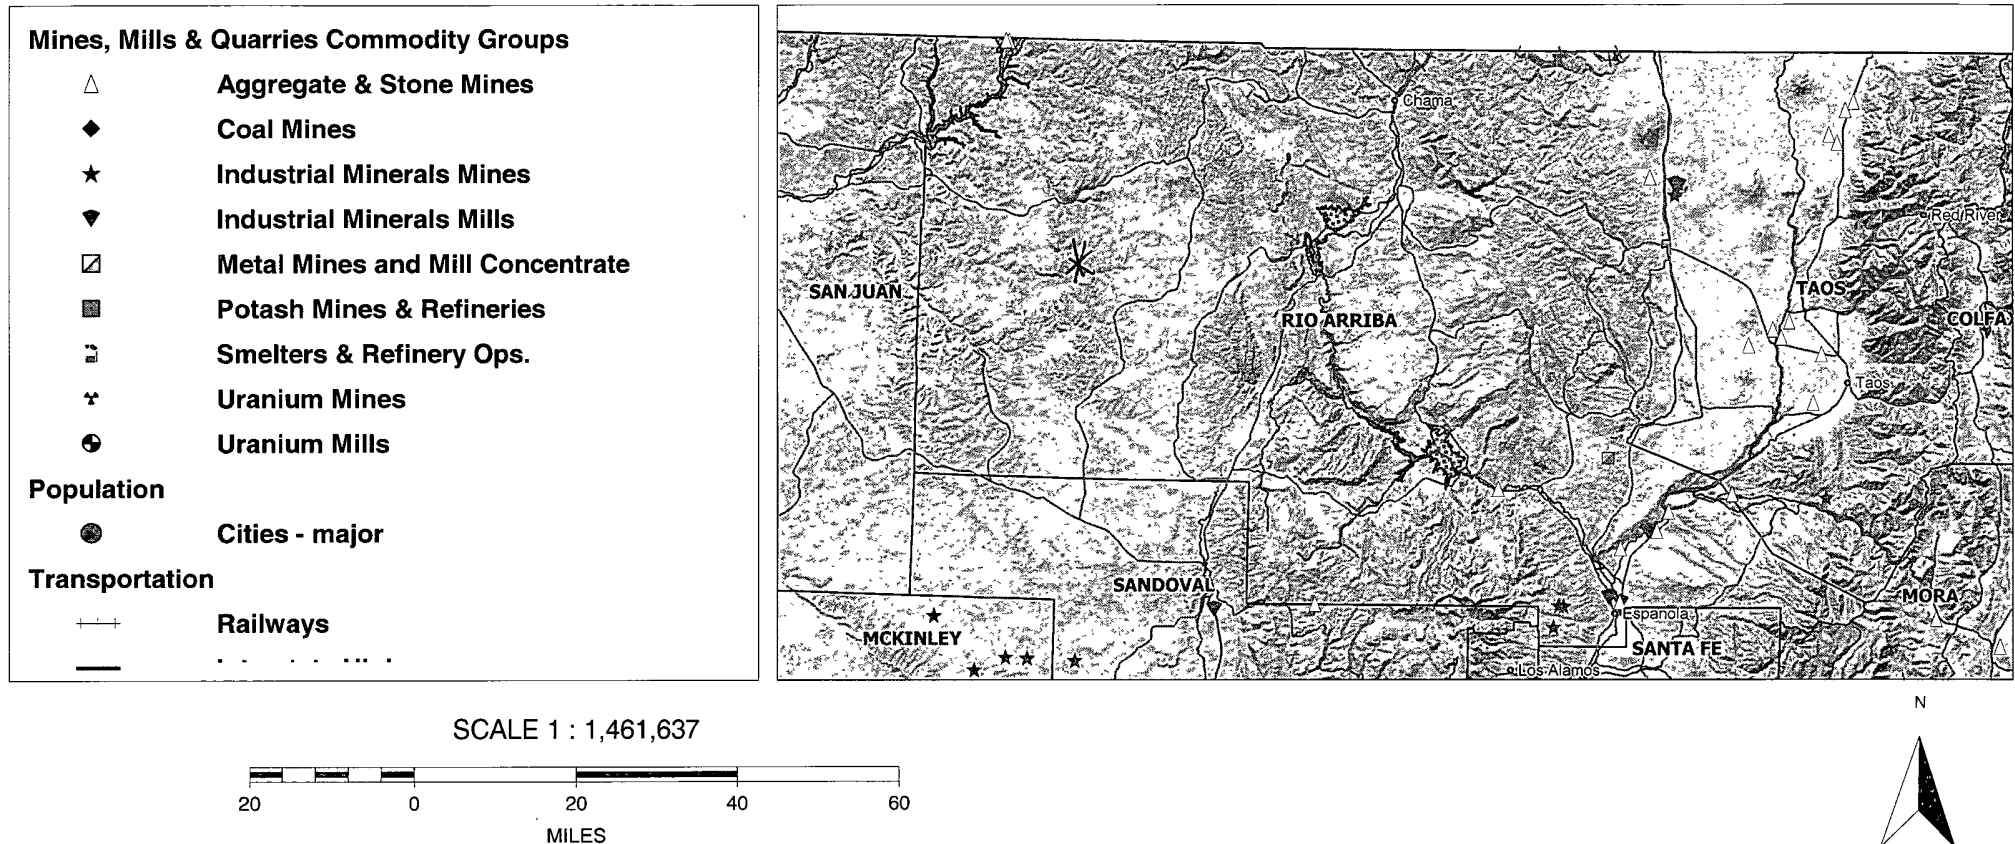 Mines, Mills & Quarries Commodity Groups
Aggregate & Stone Mines
Coal Mines
Industrial Minerals Mines
Industrial Minerals Mills
Metal Mines and Mill Concentrate
Potash Mines & Refineries
Smelters & Refinery Ops.
Uranium Mines
Uranium Mills
Population
Cities - major
Transportation
Railways
Chama
Red River
SAN JUAN
TAOS
RIO ARRIBA
COLFA
Taos
SANDOVAL
MORA
Espanola
MCKINLEY
SANTA FE
Los Alamos
N
SCALE 1 : 1,461,637
20 0 20 40 60
MILES